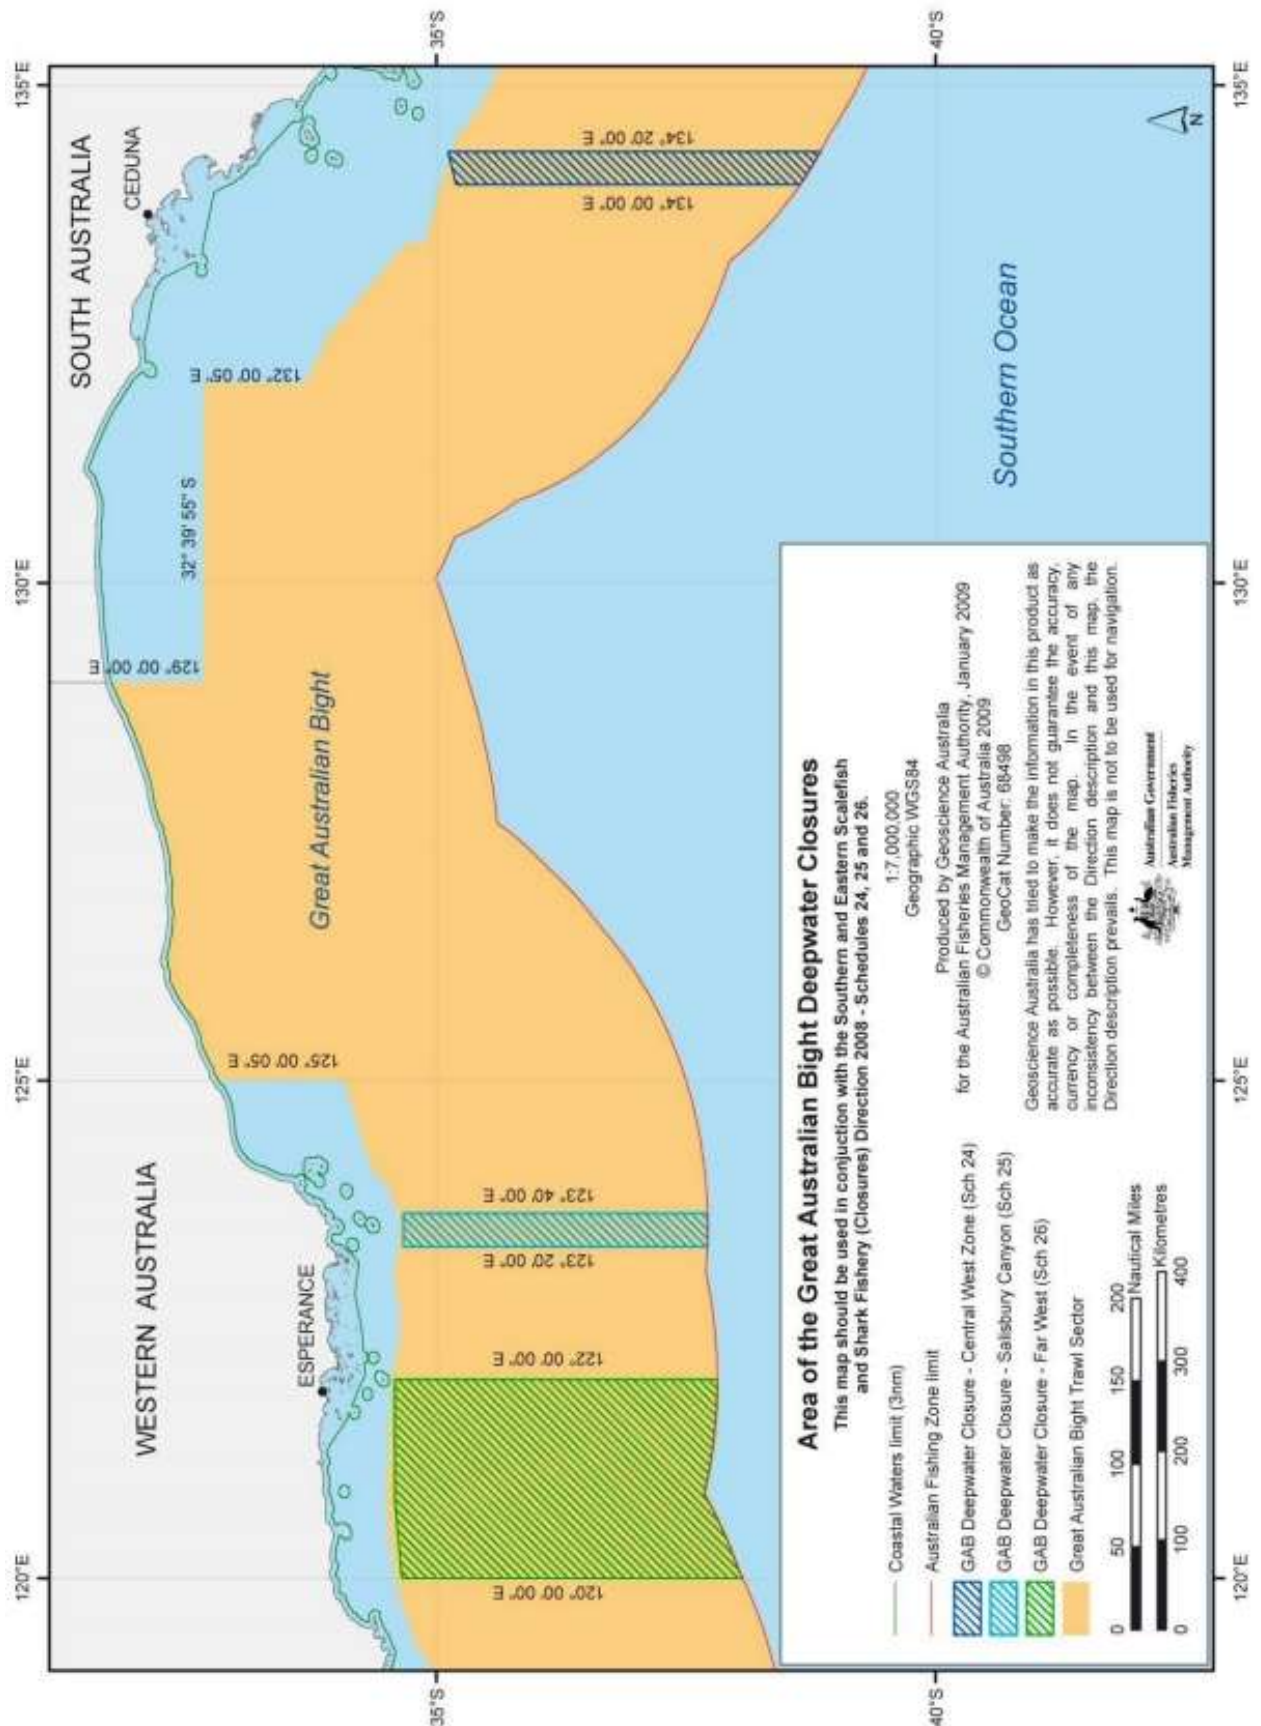 120°E
125°E
130°E
135°E
WESTERN AUSTRALIA
SOUTH AUSTRALIA
ESPERANCE
CEDUNA
129° 00' 00" E
32° 39' 55" S
132° 00' 05" E
125° 00' 05" E
Great Australian Bight
35°S
35°S
120° 00' 00" E
122° 00' 00" E
123° 20' 00" E
123° 40' 00" E
134° 00' 00" E
134° 20' 00" E
Southern Ocean
40°S
40°S
N
Area of the Great Australian Bight Deepwater Closures
This map should be used in conjunction with the Southern and Eastern Scalefish
and Shark Fishery (Closures) Direction 2008 - Schedules 24, 25 and 26.
Coastal Waters limit (3nm)
Australian Fishing Zone limit
GAB Deepwater Closure - Central West Zone (Sch 24)
GAB Deepwater Closure - Salisbury Canyon (Sch 25)
GAB Deepwater Closure - Far West (Sch 26)
Great Australian Bight Trawl Sector
0 50 100 150 200
Nautical Miles
Kilometres
0 100 200 300 400
1:7,000,000
Geographic WGS84
Produced by Geoscience Australia
for the Australian Fisheries Management Authority, January 2009
© Commonwealth of Australia 2009
GeoCat Number: 68498
Geoscience Australia has tried to make the information in this product as
accurate as possible. However, it does not guarantee the accuracy,
currency or completeness of the map. In the event of any
inconsistency between the Direction description and this map, the
Direction description prevails. This map is not to be used for navigation.
Australian Government
Australian Fisheries
Management Authority
120°E
125°E
130°E
135°E